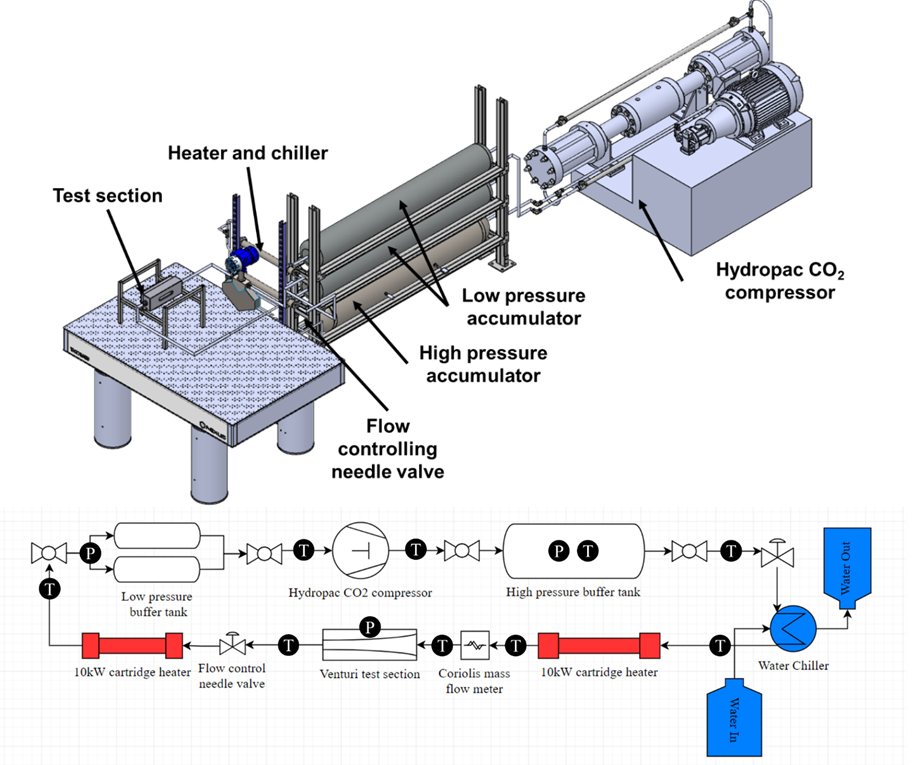 Heater and chiller
Test section
Hydropac CO₂
compressor
Low pressure
accumulator
High pressure
accumulator
Flow
controlling
needle valve
P
T
P
T
T
T
Low pressure
buffer tank
Hydropac CO2 compressor
High pressure buffer tank
Water Out
T
P
T
T
T
T
10kW cartridge heater
Flow control
needle valve
Venturi test section
Coriolis mass
flow meter
10kW cartridge heater
Water Chiller
Water In